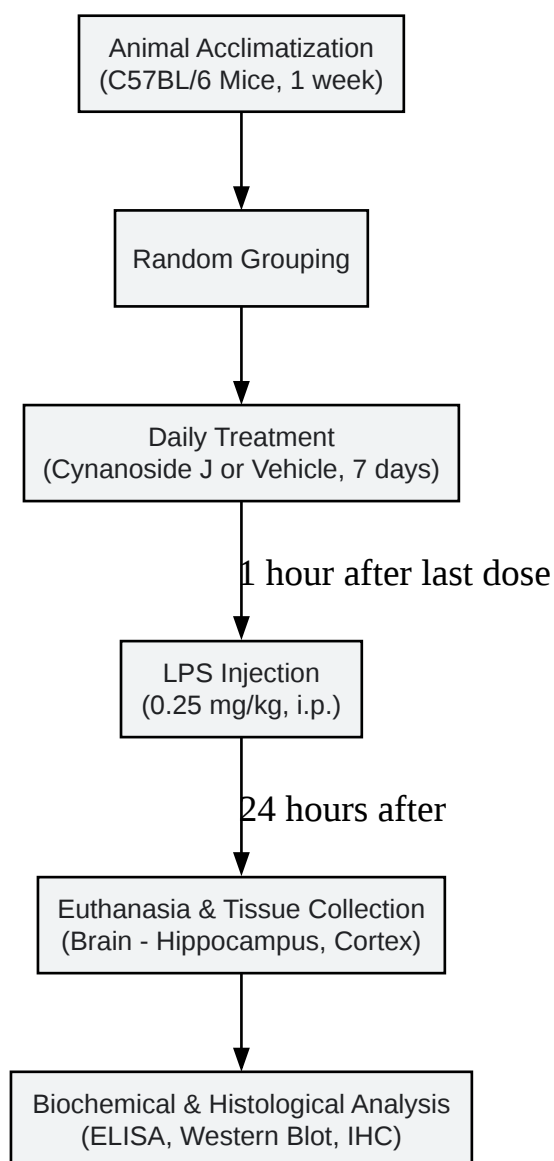 Animal Acclimatization
(C57BL/6 Mice, 1 week)
Random Grouping
Daily Treatment
(Cynanoside J or Vehicle, 7 days)
1 hour after last dose
LPS Injection
(0.25 mg/kg, i.p.)
24 hours after
Euthanasia & Tissue Collection
(Brain - Hippocampus, Cortex)
Biochemical & Histological Analysis
(ELISA, Western Blot, IHC)